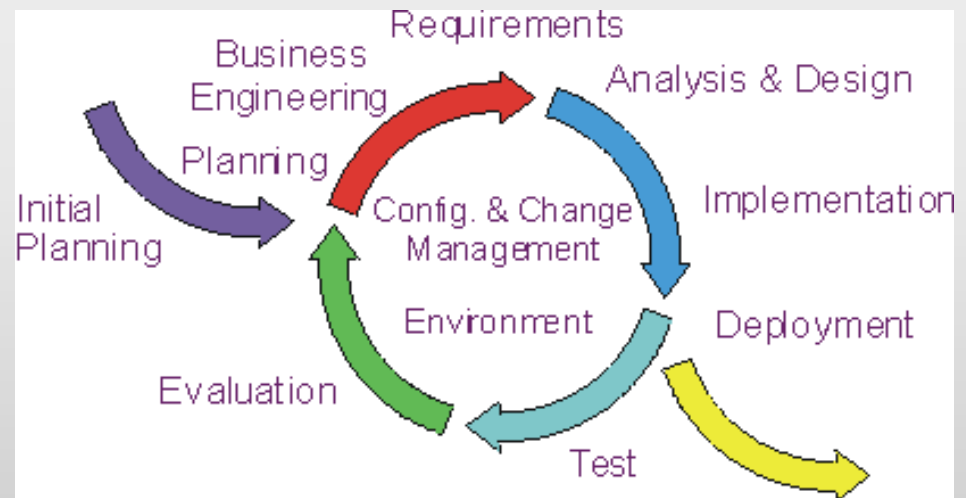 Requirements
Business
Engineering
Analysis & Design
Planning
Initial
Planning
Config. & Change
Management
Implementation
Environment
Deployment
Evaluation
Test